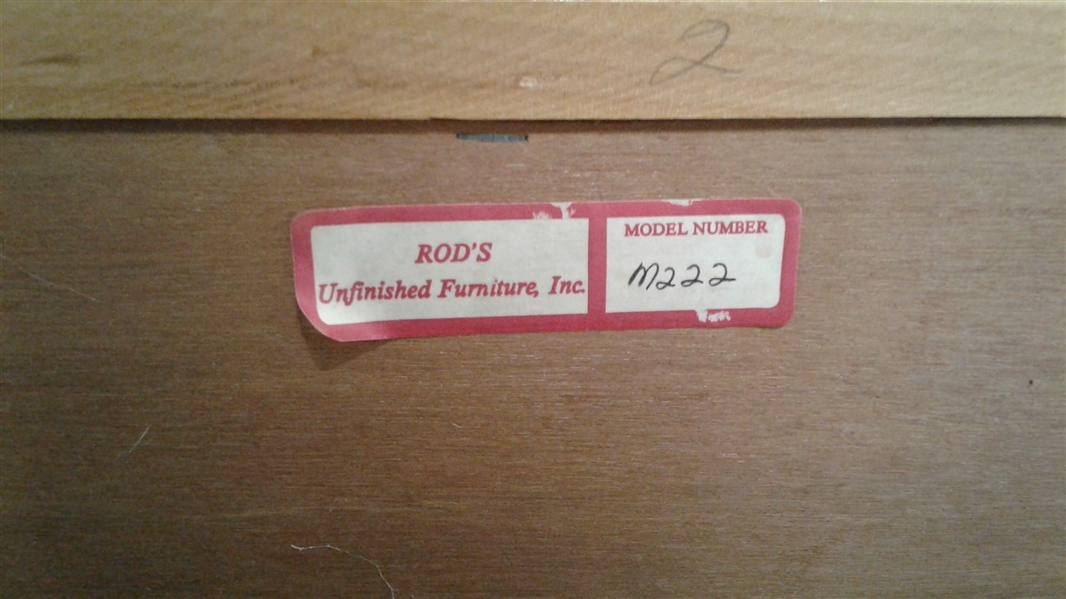 2
ROD'S
Unfinished Furniture, Inc.
MODEL NUMBER
M222